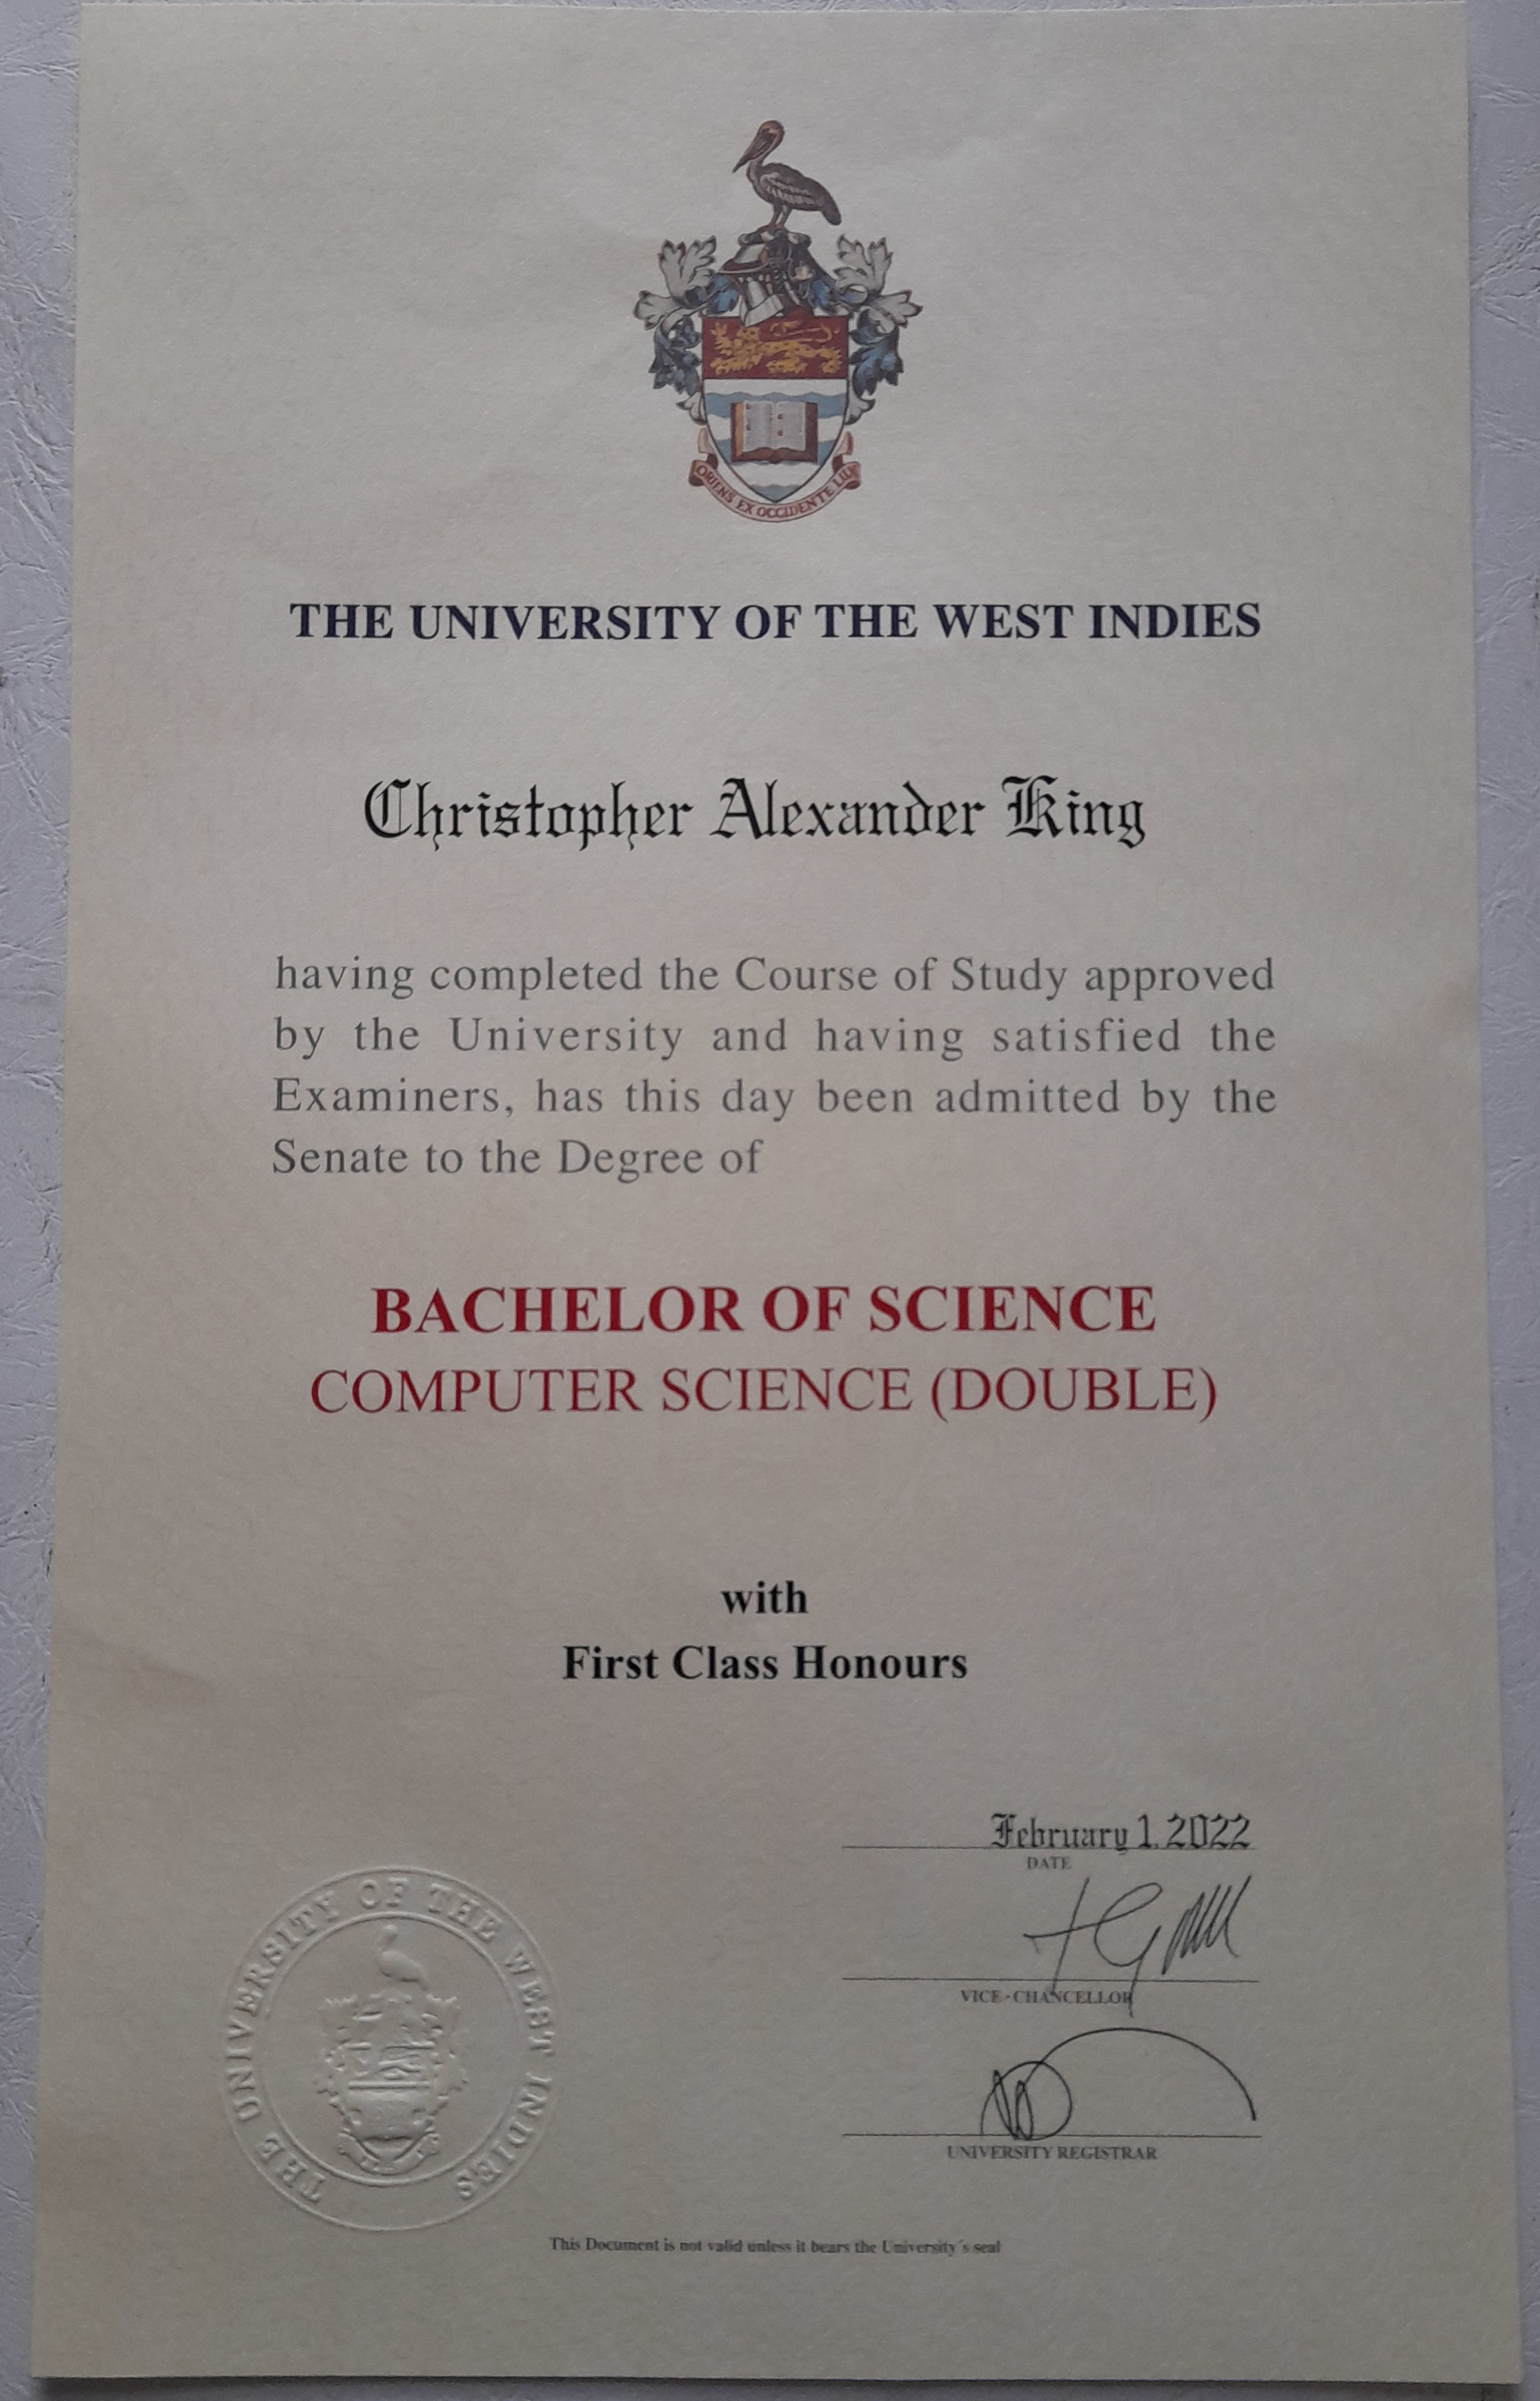 ORIENS EX OCCIDENTE LUX
THE UNIVERSITY OF THE WEST INDIES
Christopher Alexander King
having completed the Course of Study approved
by the University and having satisfied the
Examiners, has this day been admitted by the
Senate to the Degree of
BACHELOR OF SCIENCE
COMPUTER SCIENCE (DOUBLE)
with
First Class Honours
February 1, 2022
DATE
VICE-CHANCELLOR
UNIVERSITY REGISTRAR
THE UNIVERSITY OF THE WEST INDIES
This Document is not valid unless it bears the University's seal